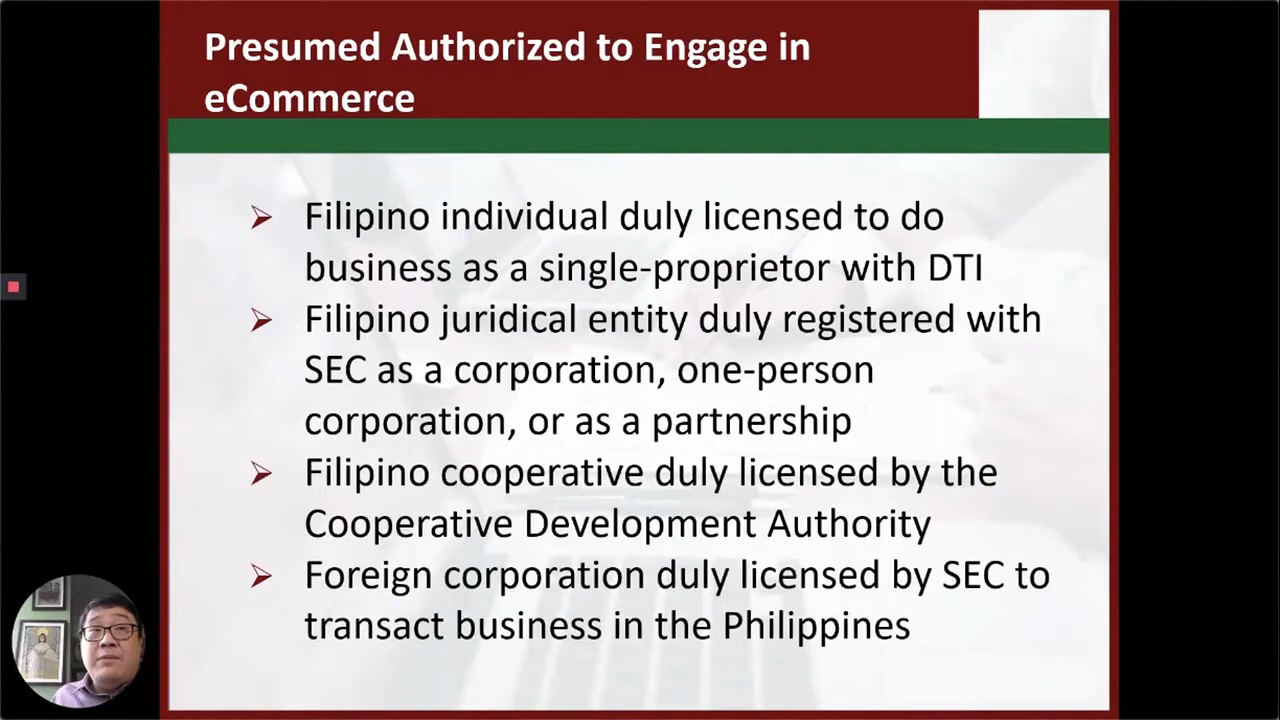 Presumed Authorized to Engage in
eCommerce
Filipino individual duly licensed to do
business as a single-proprietor with DTI
Filipino juridical entity duly registered with
SEC as a corporation, one-person
corporation, or as a partnership
Filipino cooperative duly licensed by the
Cooperative Development Authority
Foreign corporation duly licensed by SEC to
transact business in the Philippines